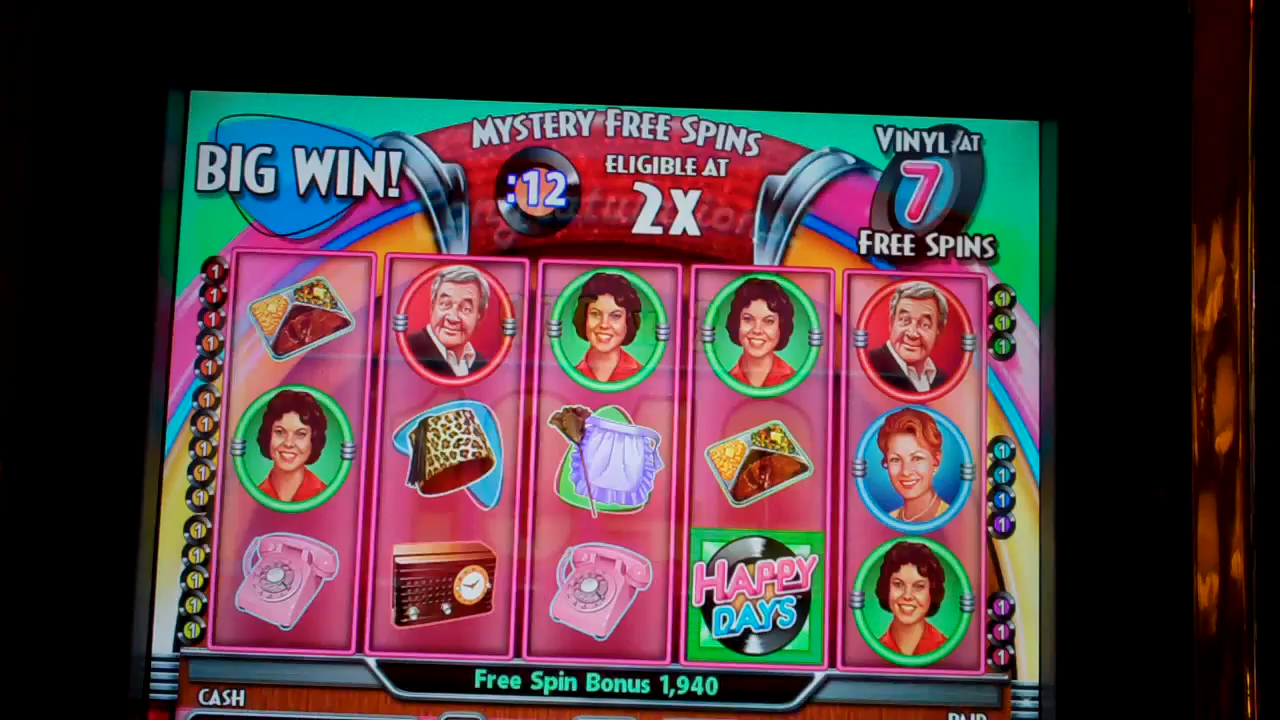 MYSTERY FREE SPINS
ELIGIBLE AT
2X
:12
BIG WIN!
VINYL AT
7
FREE SPINS
HAPPY
DAYS
Free Spin Bonus 1,940
CASH
PAID